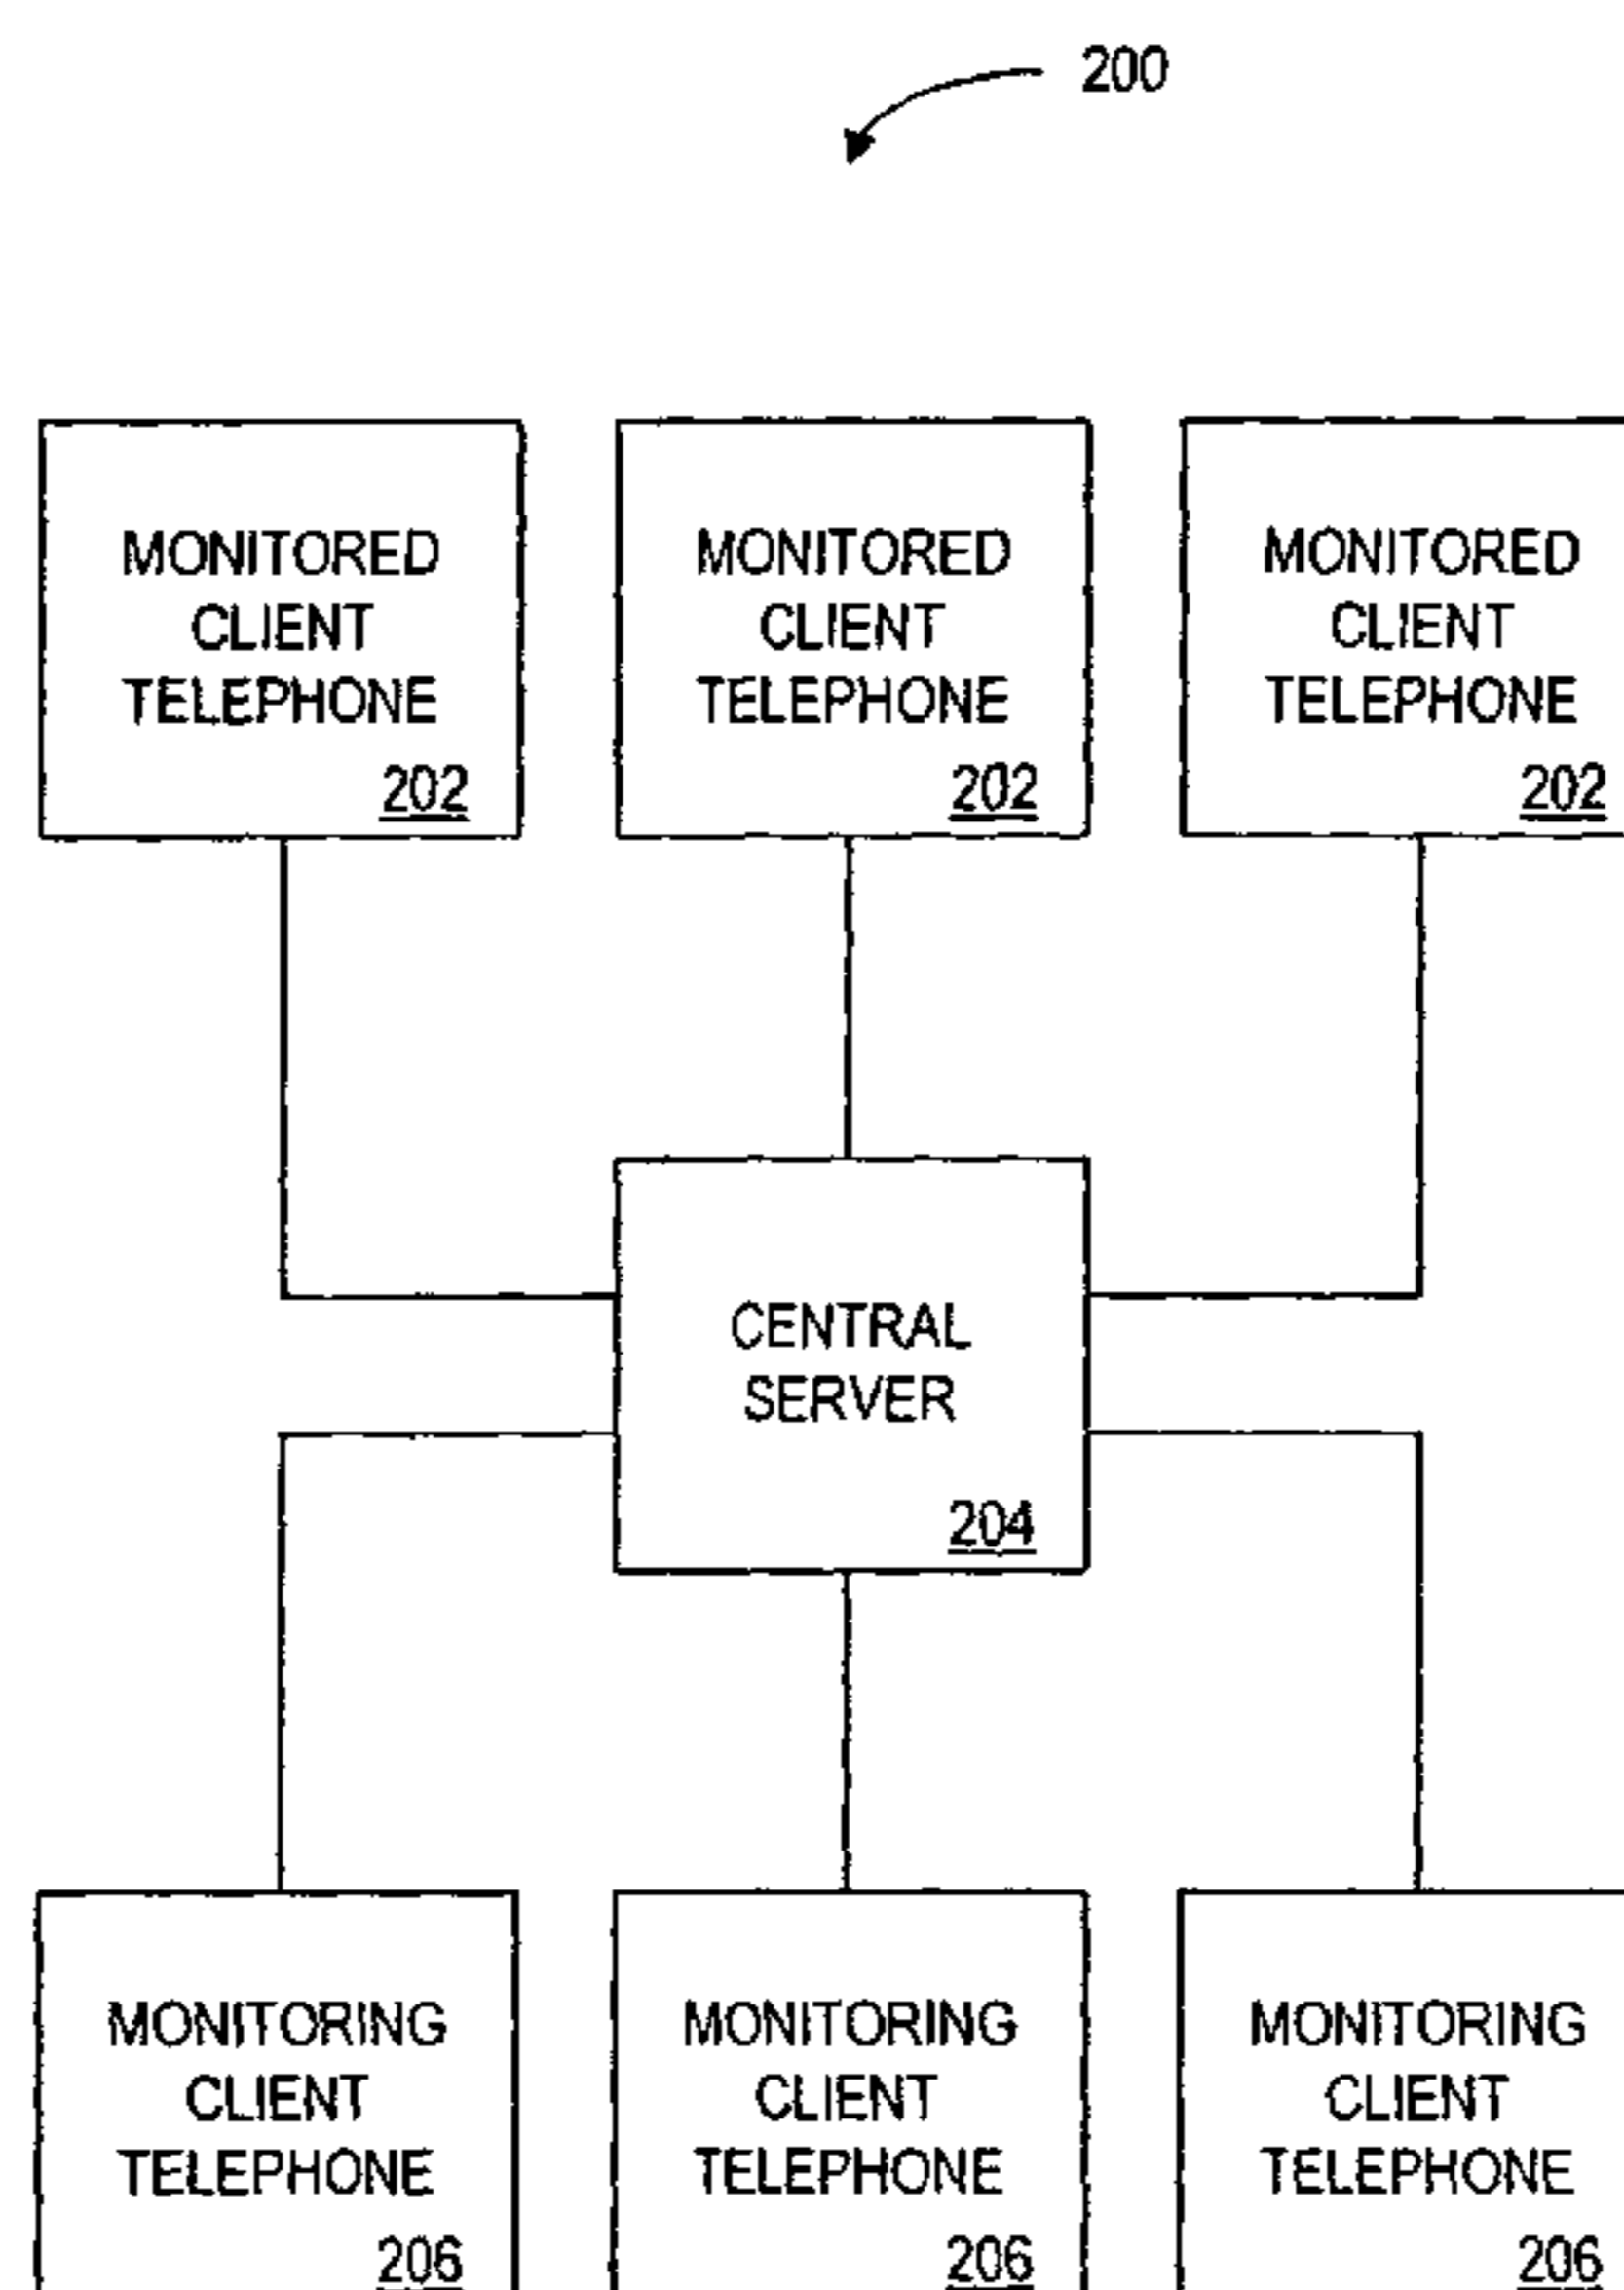 200
MONITORED
CLIENT
TELEPHONE
202
MONITORED
CLIENT
TELEPHONE
202
MONITORED
CLIENT
TELEPHONE
202
CENTRAL
SERVER
204
MONITORING
CLIENT
TELEPHONE
206
MONITORING
CLIENT
TELEPHONE
206
MONITORING
CLIENT
TELEPHONE
206